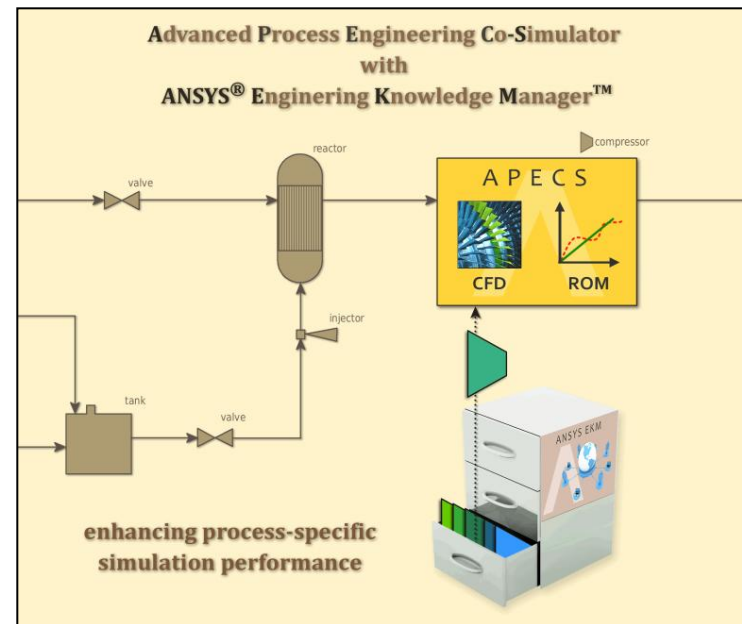 Advanced Process Engineering Co-Simulator
with
ANSYS® Enginering Knowledge Manager™
compressor
reactor
valve
APECS
CFD
ROM
injector
tank
valve
ANSYS EKM
enhancing process-specific
simulation performance